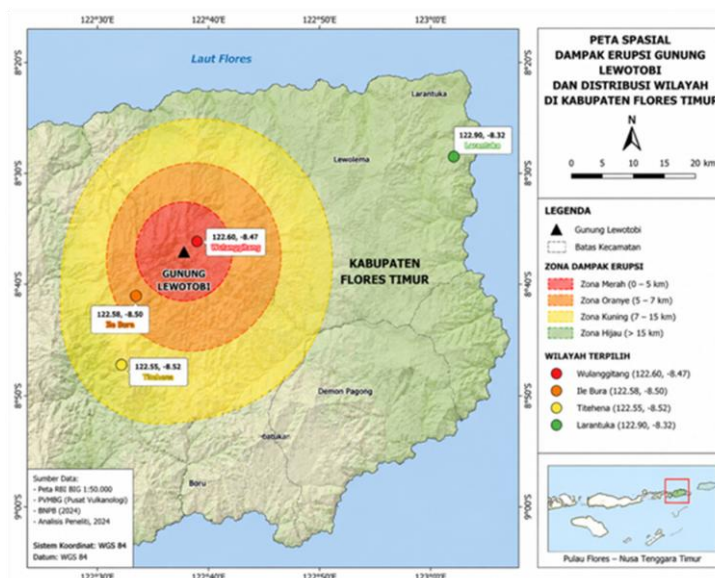 122°30'E
122°40'E
122°50'E
123°0'E
8°20'S
8°30'S
8°40'S
8°50'S
9°00'S
Laut Flores
Larantuka
122.90, -8.32
Larantuka
Lewolema
122.60, -8.47
Wulanggitang
GUNUNG
LEWOTOBI
KABUPATEN
FLORES TIMUR
122.58, -8.50
Ile Bura
122.55, -8.52
Titehena
Demon Pagong
Boru
Sumber Data:
- Peta RBI BIG 1:50.000
- PVMBG (Pusat Vulkanologi)
- BNPB (2024)
- Analisis Peneliti, 2024
Sistem Koordinat: WGS 84
Datum: WGS 84
PETA SPASIAL
DAMPAK ERUPSI GUNUNG
LEWOTOBI
DAN DISTRIBUSI WILAYAH
DI KABUPATEN FLORES TIMUR
N
0 5 10 15 20 km
LEGENDA
Gunung Lewotobi
Batas Kecamatan
ZONA DAMPAK ERUPSI
Zona Merah (0 – 5 km)
Zona Oranye (5 – 7 km)
Zona Kuning (7 – 15 km)
Zona Hijau (> 15 km)
WILAYAH TERPILIH
Wulanggitang (122.60, -8.47)
Ile Bura (122.58, -8.50)
Titehena (122.55, -8.52)
Larantuka (122.90, -8.32)
Pulau Flores – Nusa Tenggara Timur